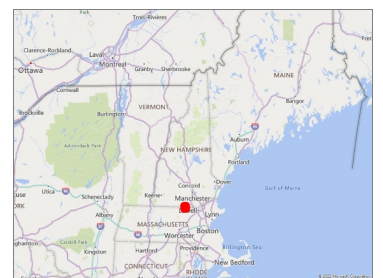 Park
Trois-Rivières
Clarence-Rockland
Laval
Montreal
Granby
Sherbrooke
Ottawa
MAINE
Cornwall
Bangor
Brockville
Burlington
VERMONT
Adirondack Park
Auburn
Portland
NEW HAMPSHIRE
Utica
Schenectady
Keene
Concord
Dover
Gulf of Maine
Manchester
Albany
Lynn
MASSACHUSETTS
Boston
Worcester
Catskill Park
Kingston
Hartford
Providence
New Bedford
CONNECTICUT
RHODE